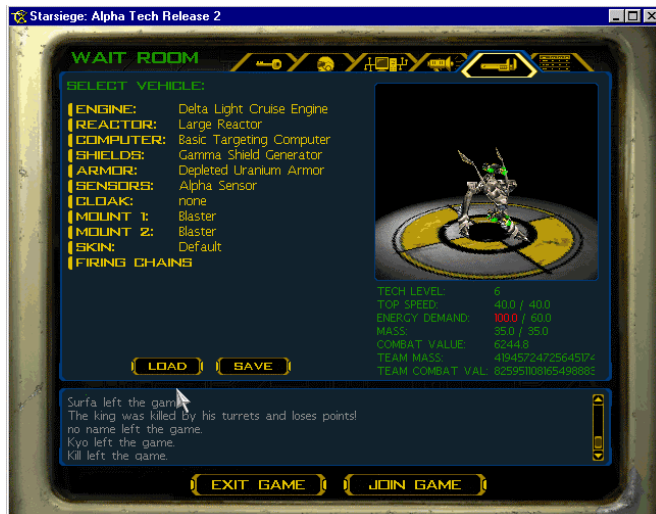 Starsiege: Alpha Tech Release 2
WAIT ROOM
SELECT VEHICLE:
ENGINE: Delta Light Cruise Engine
REACTOR: Large Reactor
COMPUTER: Basic Targeting Computer
SHIELDS: Gamma Shield Generator
ARMOR: Depleted Uranium Armor
SENSORS: Alpha Sensor
CLOAK: none
MOUNT 1: Blaster
MOUNT 2: Blaster
SKIN: Default
FIRING CHAINS
TECH LEVEL: 6
TOP SPEED: 40.0 / 40.0
ENERGY DEMAND: 100.0 / 60.0
MASS: 35.0 / 35.0
COMBAT VALUE: 6244.8
TEAM MASS: 41945724725645174
TEAM COMBAT VAL: 825951108165498883
LOAD SAVE
Surfa left the game.
The king was killed by his turrets and loses points!
no name left the game.
Kyo left the game.
Kill left the game.
EXIT GAME JOIN GAME